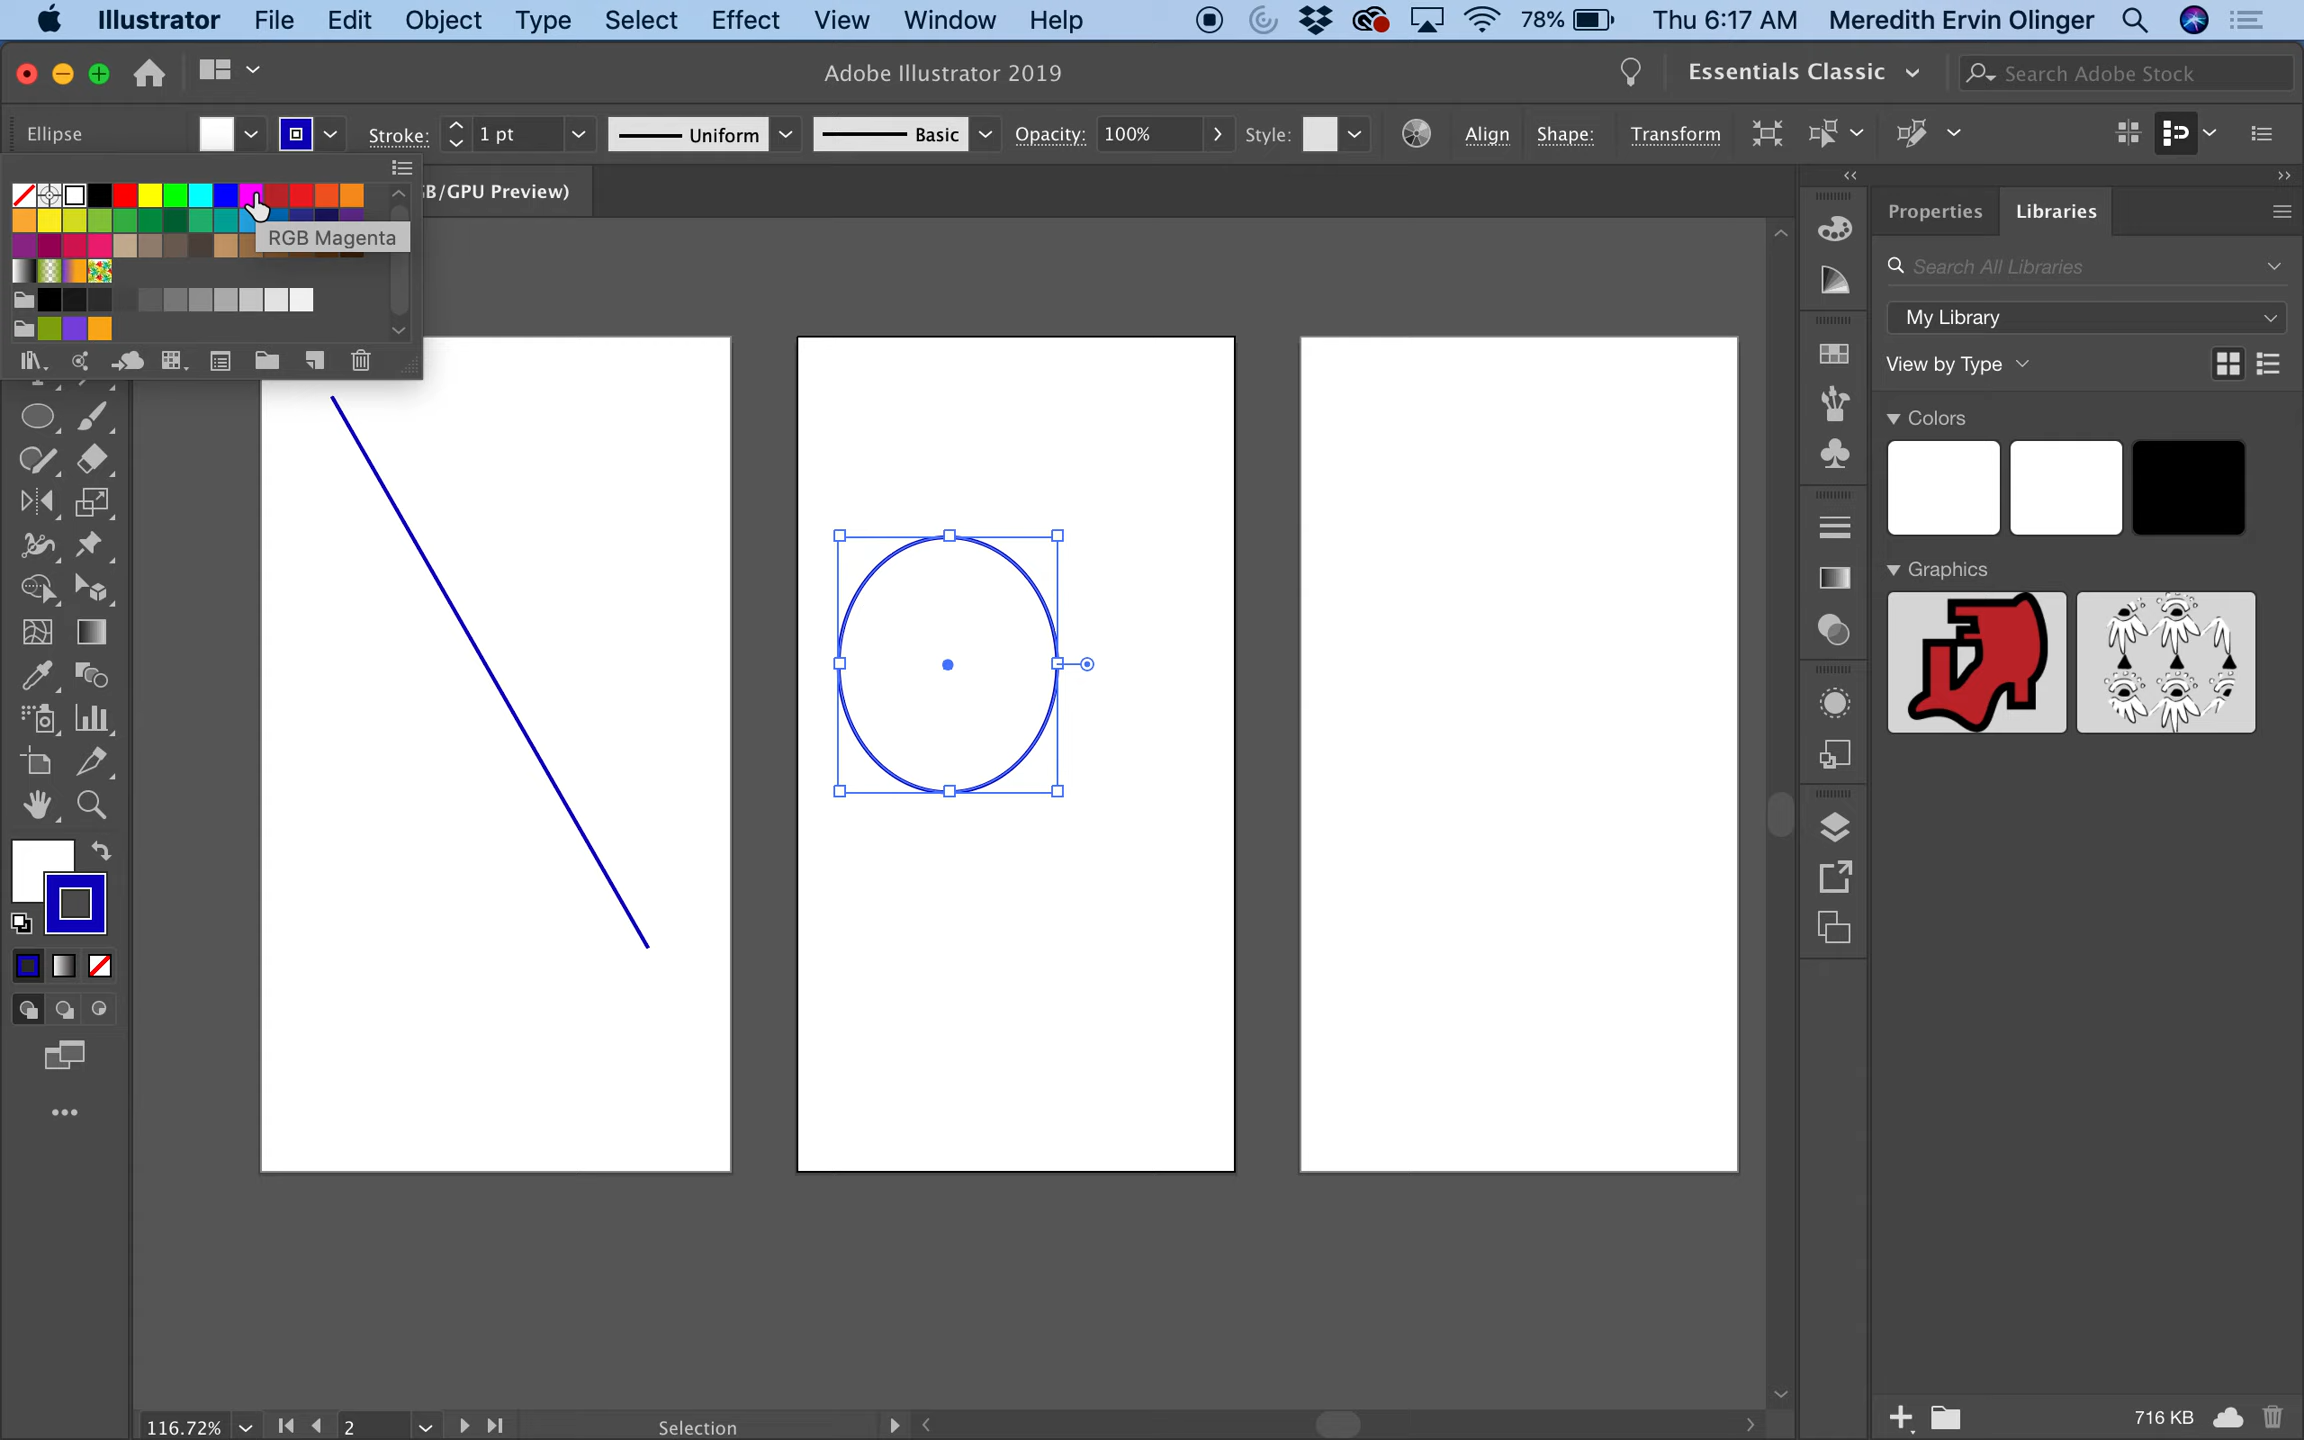 Illustrator File Edit Object Type Select Effect View Window Help 78% Thu 6:17 AM Meredith Ervin Olinger
Adobe Illustrator 2019 Essentials Classic Search Adobe Stock
Ellipse Stroke: 1 pt Uniform Basic Opacity: 100% Style: Align Shape: Transform
B/GPU Preview)
Properties Libraries
RGB Magenta
Search All Libraries
My Library
View by Type
Colors
Graphics
116.72% 2 Selection 716 KB